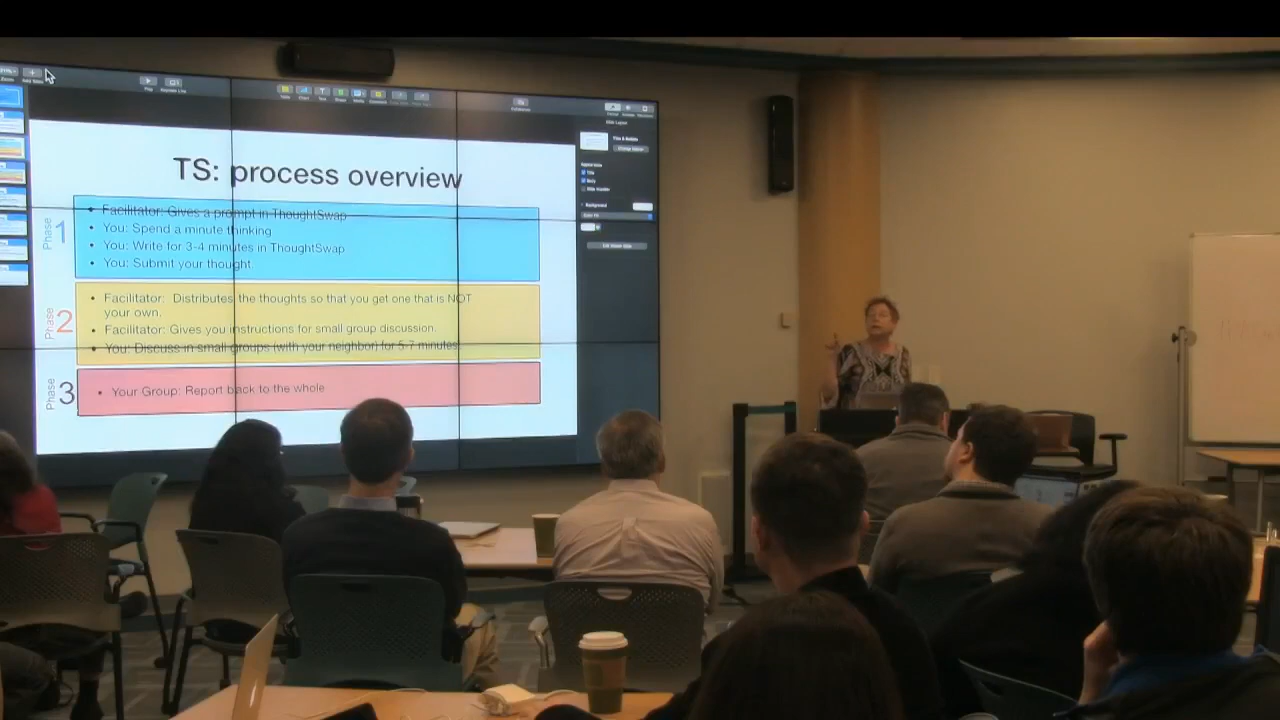 TS: process overview
Phase 1
• Facilitator: Gives a prompt in ThoughtSwap
• You: Spend a minute thinking
• You: Write for 3-4 minutes in ThoughtSwap
• You: Submit your thought.
Phase 2
• Facilitator: Distributes the thoughts so that you get one that is NOT
your own.
• Facilitator: Gives you instructions for small group discussion.
• You: Discuss in small groups (with your neighbor) for 5-7 minutes.
Phase 3
• Your Group: Report back to the whole